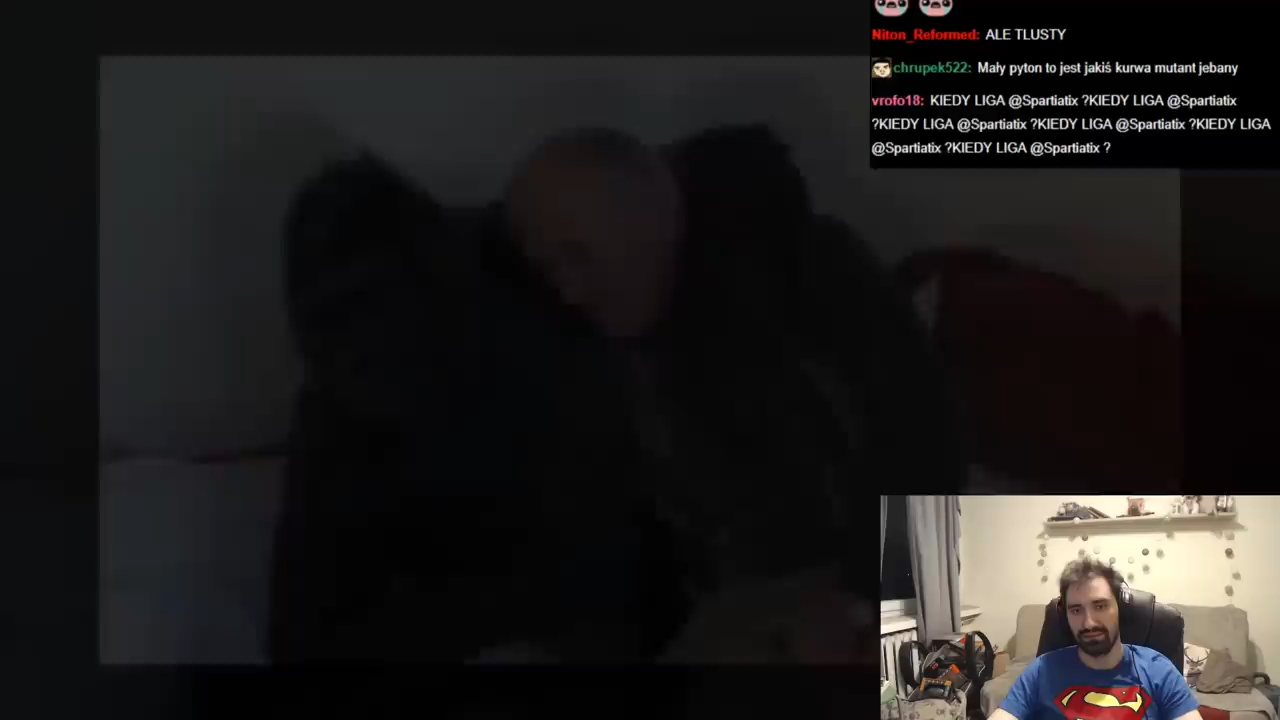 Niton_Reformed: ALE TLUSTY
chrupek522: Mały pyton to jest jakiś kurwa mutant jebany
vrofo18: KIEDY LIGA @Spartiatix ?KIEDY LIGA @Spartiatix
?KIEDY LIGA @Spartiatix ?KIEDY LIGA @Spartiatix ?KIEDY LIGA
@Spartiatix ?KIEDY LIGA @Spartiatix ?